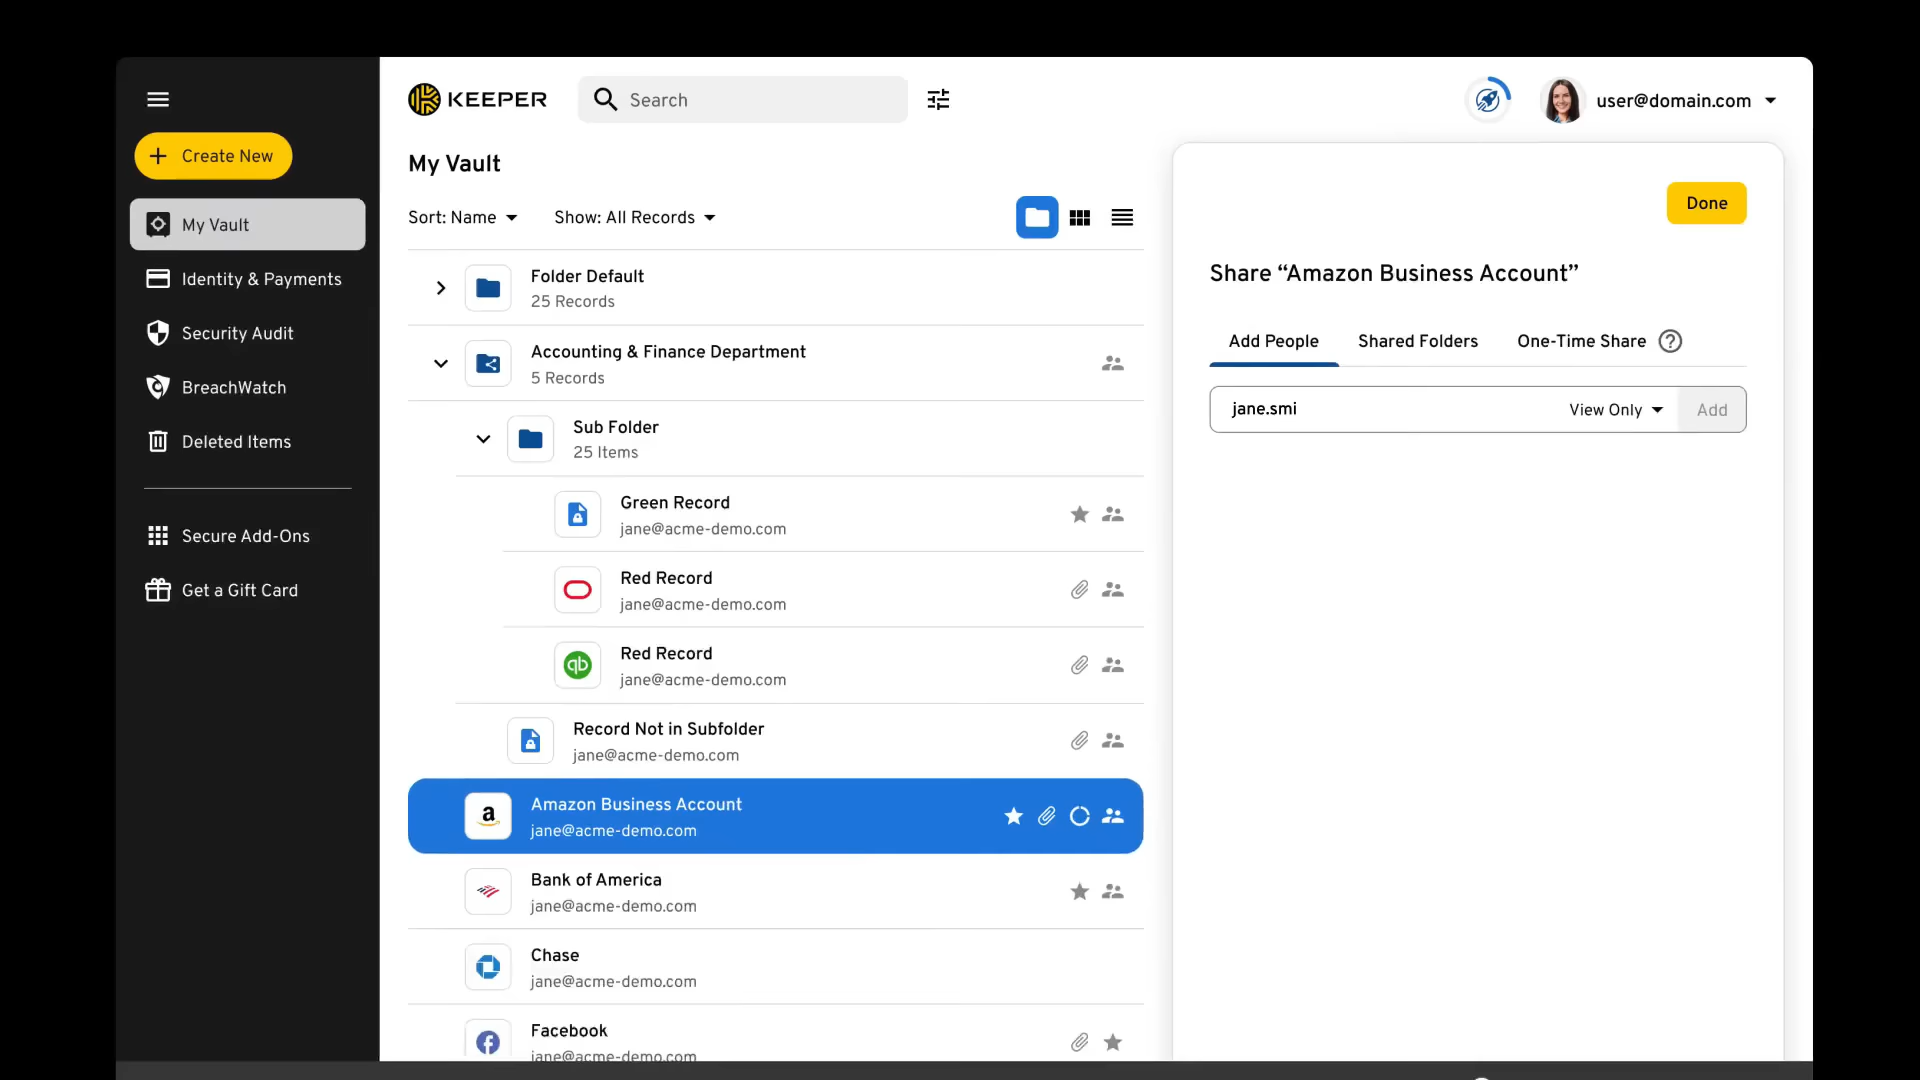 KEEPER
Search
user@domain.com
Create New
My Vault
Identity & Payments
Security Audit
BreachWatch
Deleted Items
Secure Add-Ons
Get a Gift Card
My Vault
Sort: Name
Show: All Records
Folder Default
25 Records
Accounting & Finance Department
5 Records
Sub Folder
25 Items
Green Record
jane@acme-demo.com
Red Record
jane@acme-demo.com
qb
Red Record
jane@acme-demo.com
Record Not in Subfolder
jane@acme-demo.com
a
Amazon Business Account
jane@acme-demo.com
Bank of America
jane@acme-demo.com
Chase
jane@acme-demo.com
f
Facebook
jane@acme-demo.com
Done
Share “Amazon Business Account”
Add People
Shared Folders
One-Time Share
?
jane.smi
View Only
Add